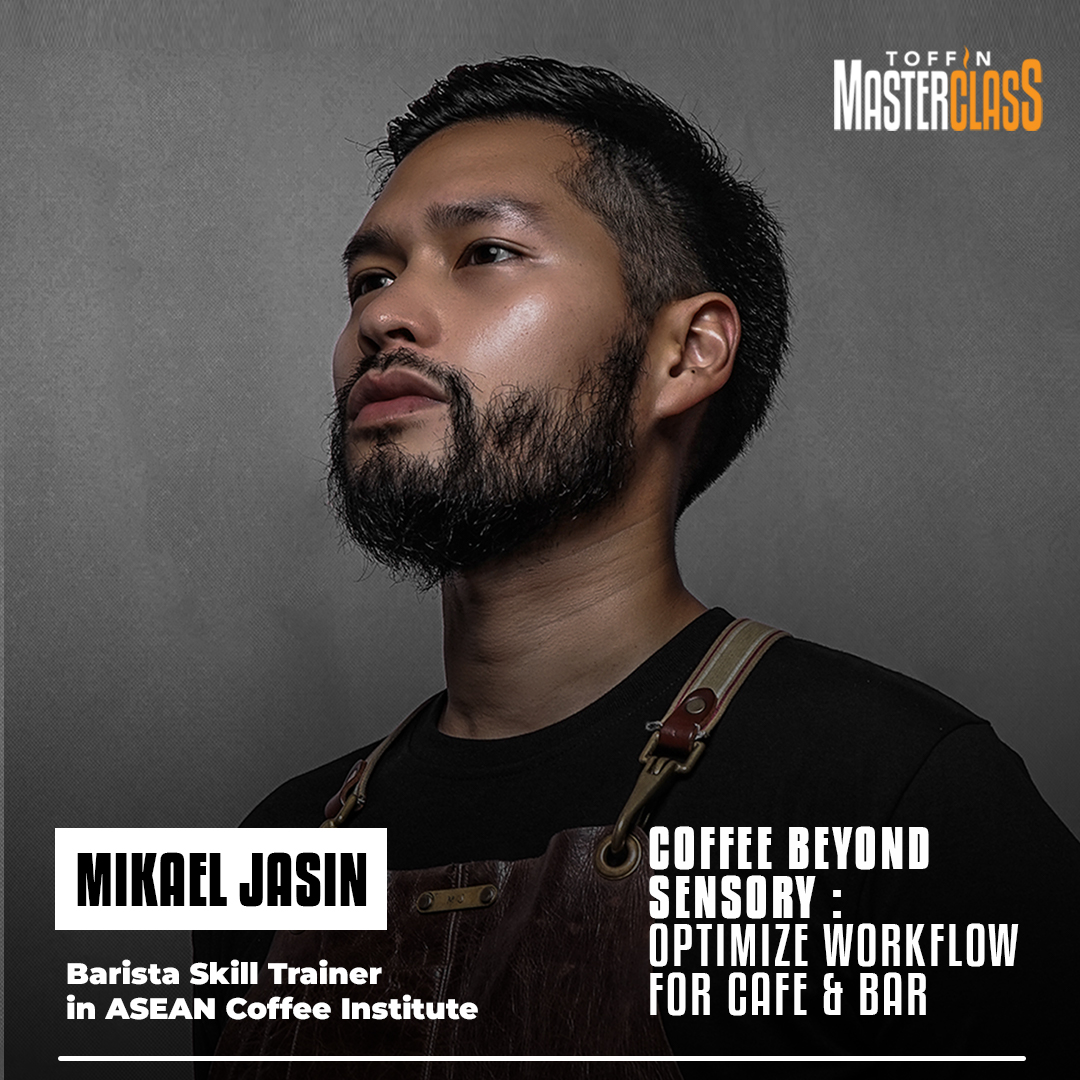 TOFFIN
MASTERCLASS
MIKAEL JASIN
Barista Skill Trainer
in ASEAN Coffee Institute
COFFEE BEYOND
SENSORY :
OPTIMIZE WORKFLOW
FOR CAFE & BAR